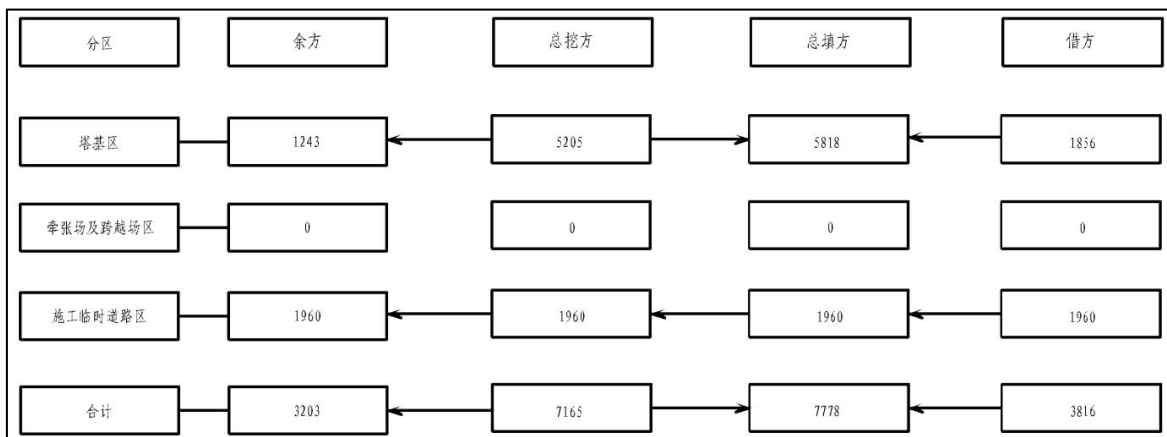 分区 余方 总挖方 总填方 借方
塔基区 1243 5205 5818 1856
牵张场及跨越场区 0 0 0 0
施工临时道路区 1960 1960 1960 1960
合计 3203 7165 7778 3816